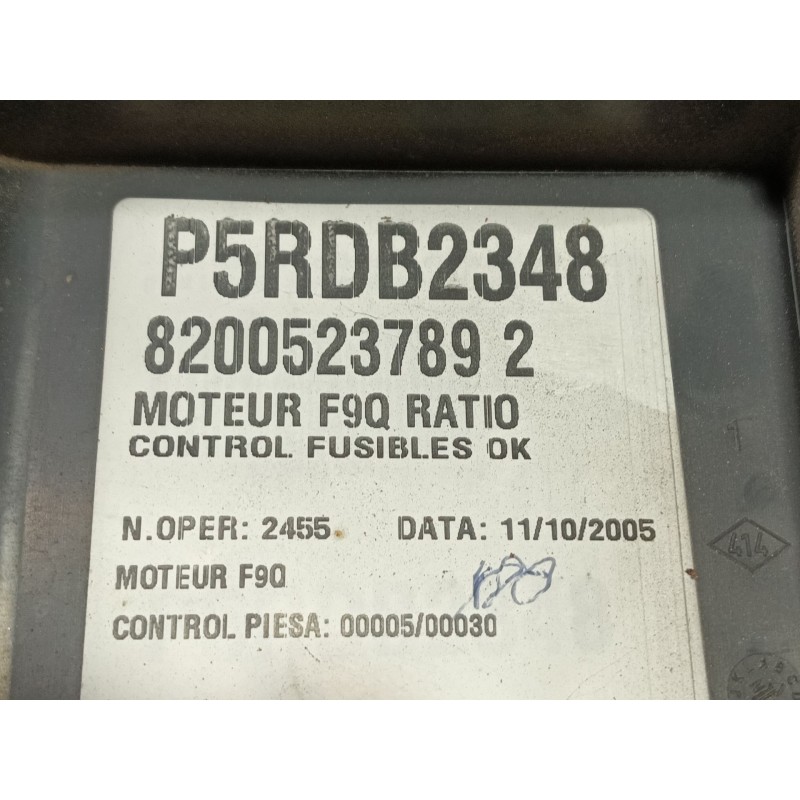 P5RDB2348
8200523789 2
MOTEUR F9Q RATIO
CONTROL FUSIBLES OK
N.OPER: 2455 DATA: 11/10/2005
MOTEUR F9Q
CONTROL PIESA: 00005/00030
414